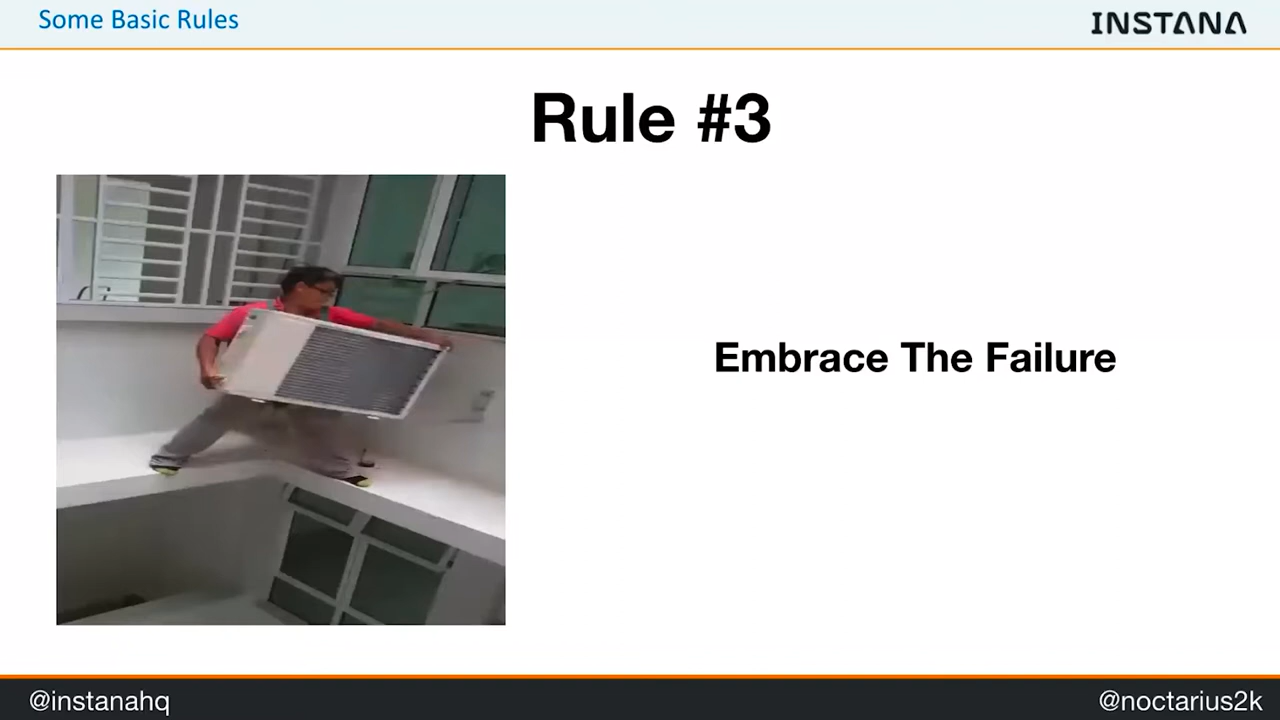 Some Basic Rules
INSTANA
Rule #3
Embrace The Failure
@instanahq
@noctarius2k